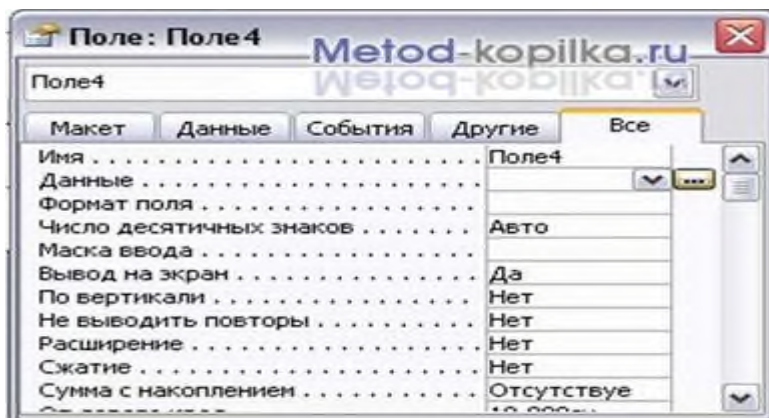 Поле: Поле4
Metod-kopilka.ru
Поле4
Макет Данные События Другие Все
Имя . . . . . . . . . . . . . . . . . . . . . . . . . . Поле4
Данные . . . . . . . . . . . . . . . . . . . . . . .
Формат поля . . . . . . . . . . . . . . . . . .
Число десятичных знаков . . . . . . . Авто
Маска ввода . . . . . . . . . . . . . . . . . .
Вывод на экран . . . . . . . . . . . . . . . . Да
По вертикали . . . . . . . . . . . . . . . . . Нет
Не выводить повторы . . . . . . . . . . Нет
Расширение . . . . . . . . . . . . . . . . . . Нет
Сжатие . . . . . . . . . . . . . . . . . . . . . . Нет
Сумма с накоплением . . . . . . . . . . . Отсутствуе